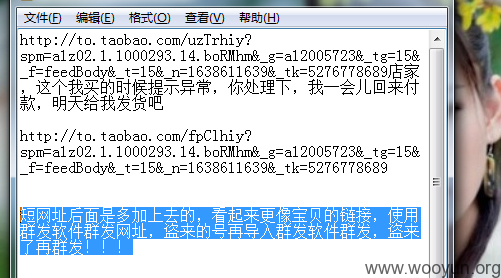 文件(F) 编辑(E) 格式(O) 查看(V) 帮助(H)
http://to.taobao.com/uzTrhiy?
spm=a1z02.1.1000293.14.boRMhm&_g=a12005723&_tg=15&
_f=feedBody&_t=15&_n=1638611639&_tk=5276778689店家
，这个我买的时候提示异常，你处理下，我一会儿回来付
款，明天给我发货吧
http://to.taobao.com/fpClhiy?
spm=a1z02.1.1000293.14.boRMhm&_g=a12005723&_tg=15&
_f=feedBody&_t=15&_n=1638611639&_tk=5276778689
短网址后面是多加上去的，看起来更像宝贝的链接，使用
群发软件群发网址，盗来的号再导入群发软件群发，盗来
了再群发！！！
www.wooyun.org